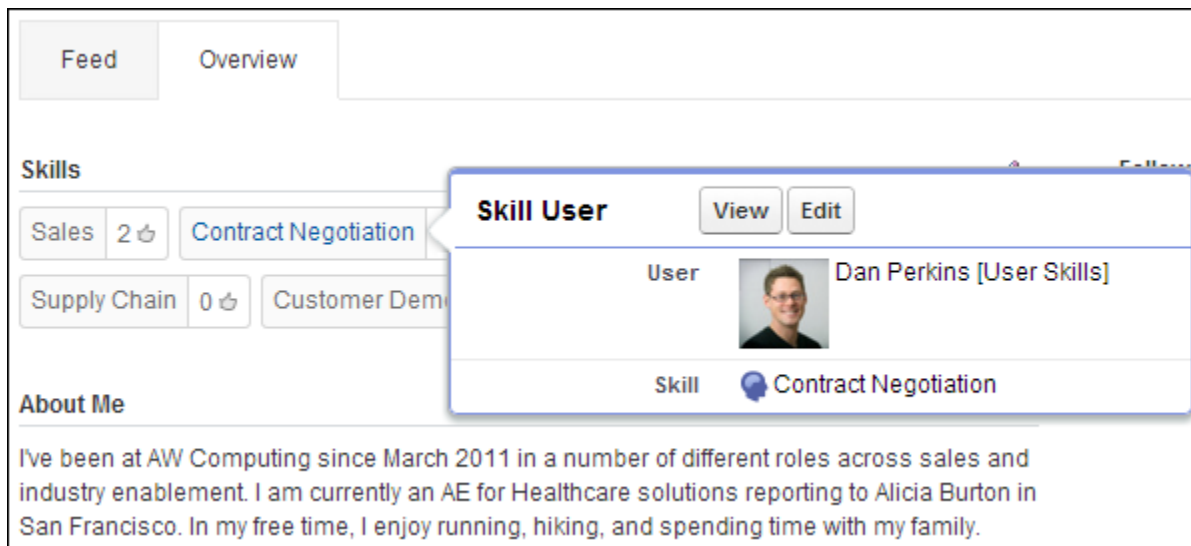 Feed Overview
Skills
Sales 2 Contract Negotiation
Skill User View Edit
User Dan Perkins [User Skills]
Supply Chain 0 Customer
Skill Contract Negotiation
About Me
I've been at AW Computing since March 2011 in a number of different roles across sales and
industry enablement. I am currently an AE for Healthcare solutions reporting to Alicia Burton in
San Francisco. In my free time, I enjoy running, hiking, and spending time with my family.